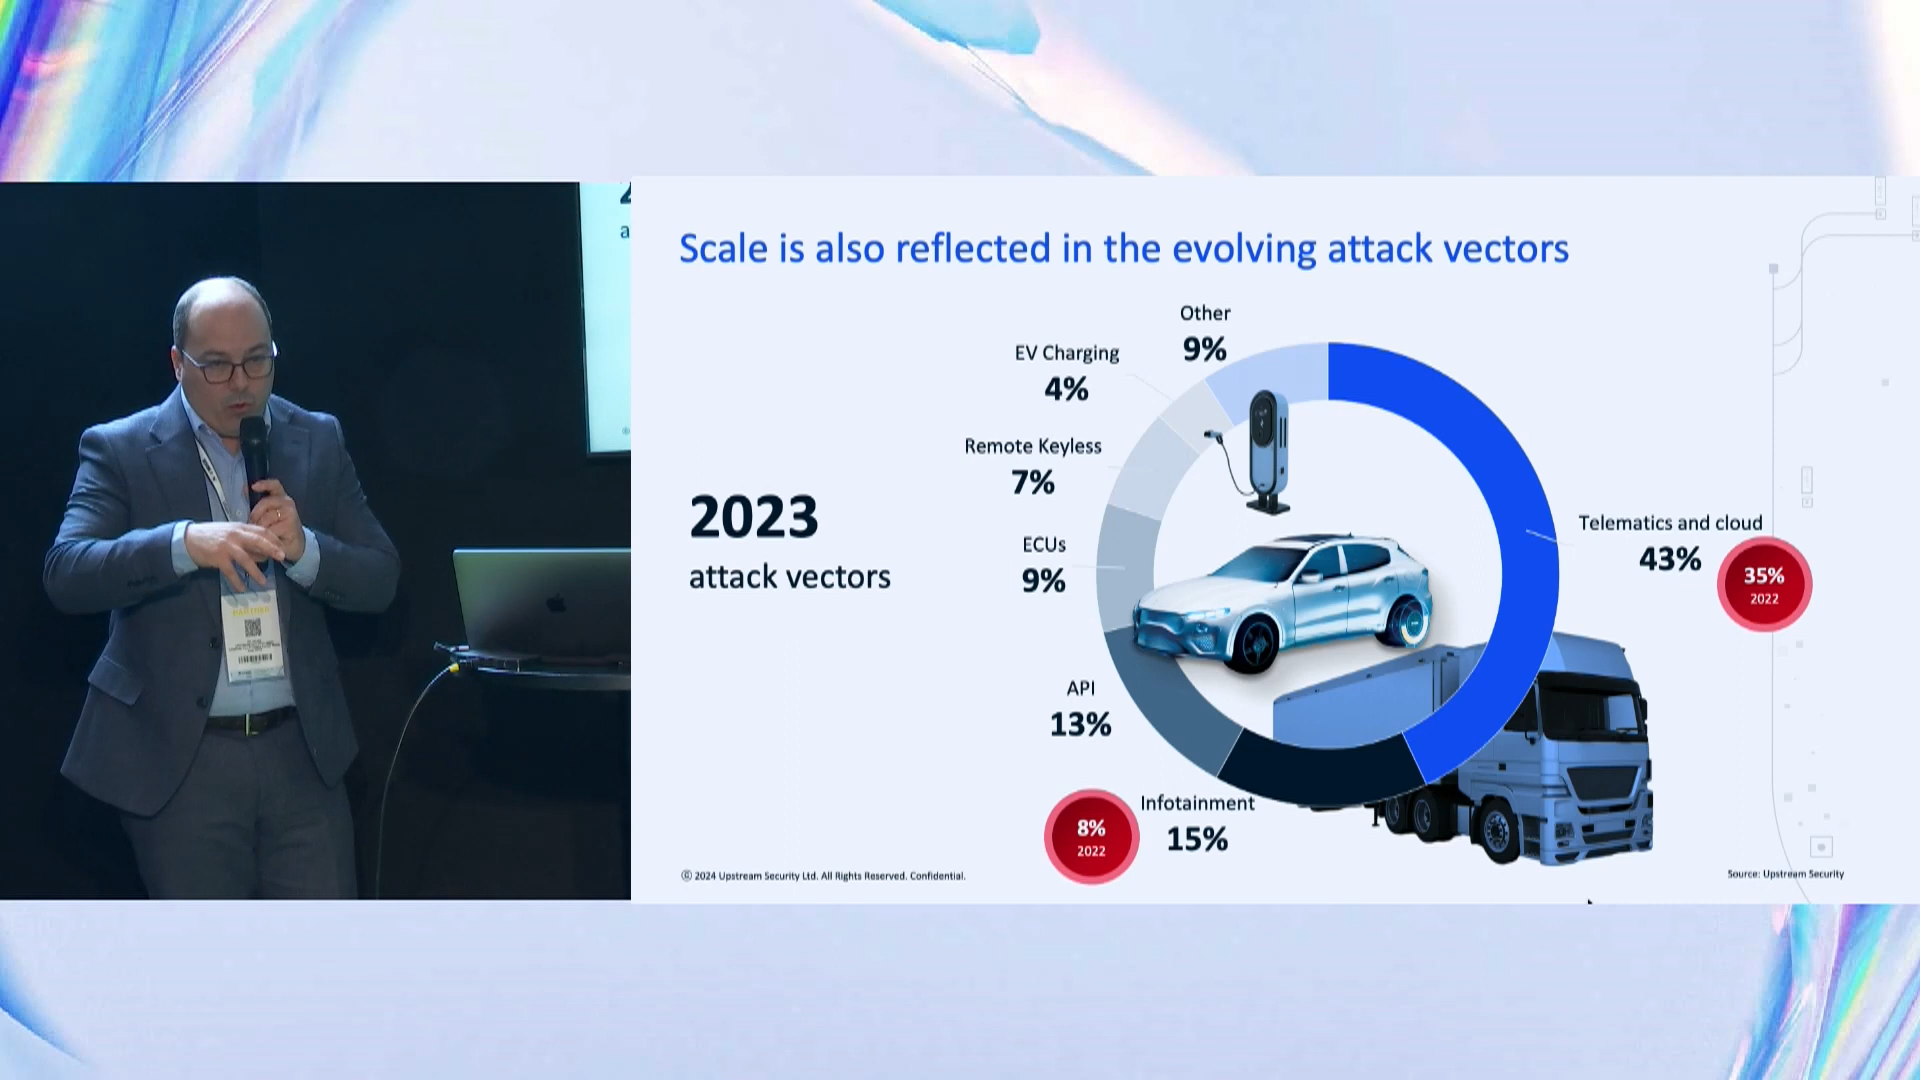 Scale is also reflected in the evolving attack vectors
Other
9%
EV Charging
4%
Remote Keyless
7%
2023
attack vectors
ECUs
9%
Telematics and cloud
43%
35%
2022
API
13%
Infotainment
15%
8%
2022
© 2024 Upstream Security Ltd. All Rights Reserved. Confidential.
Source: Upstream Security
PARTNER